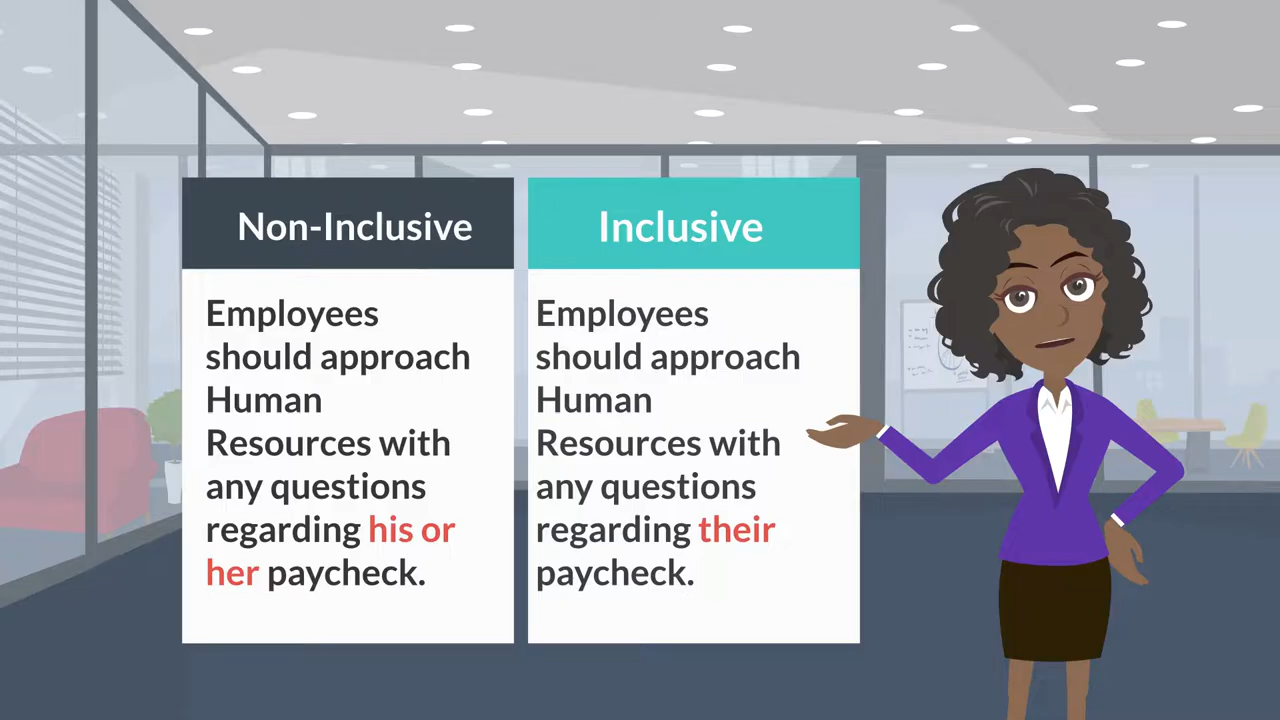 Non-Inclusive
Employees
should approach
Human
Resources with
any questions
regarding his or
her paycheck.
Inclusive
Employees
should approach
Human
Resources with
any questions
regarding their
paycheck.